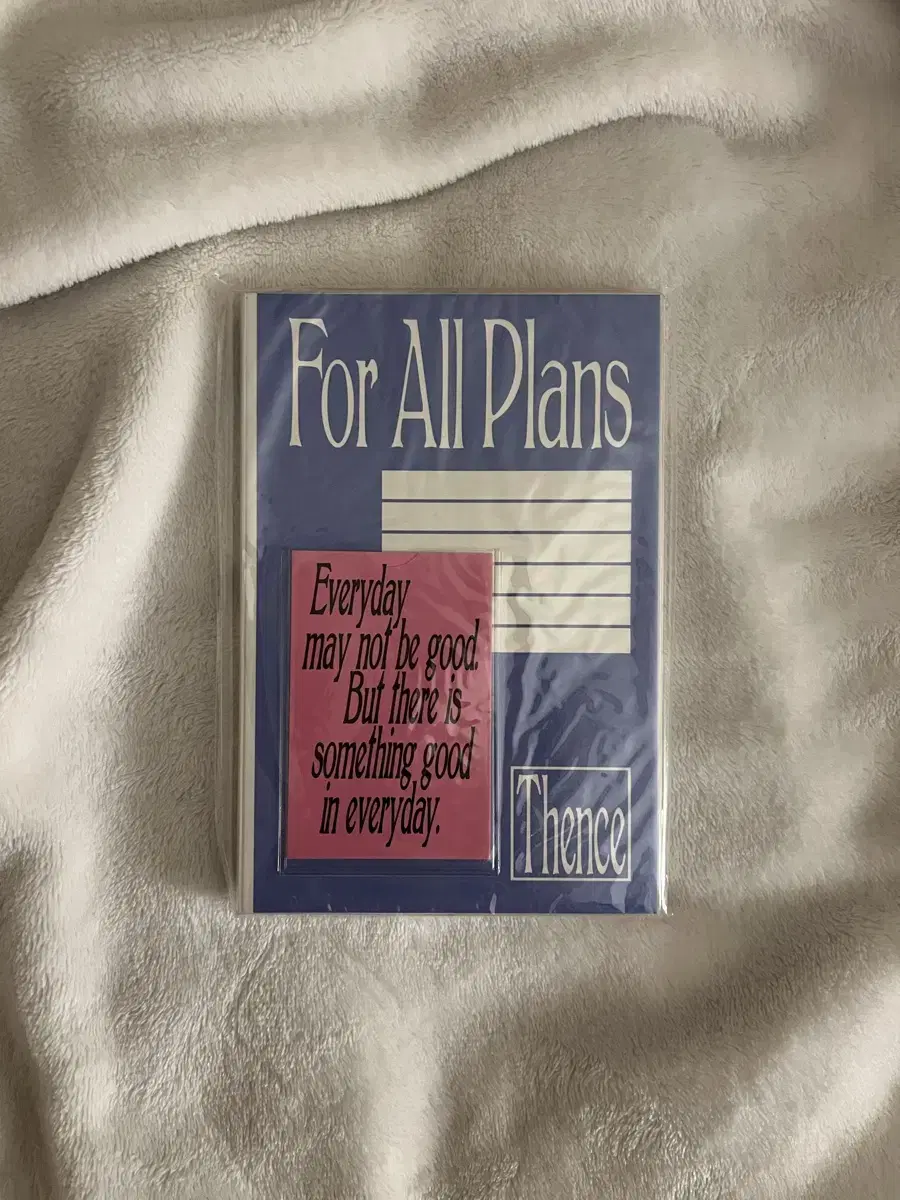 For All Plans
Everyday
may not be good.
But there is
something good
in everyday.
Thence